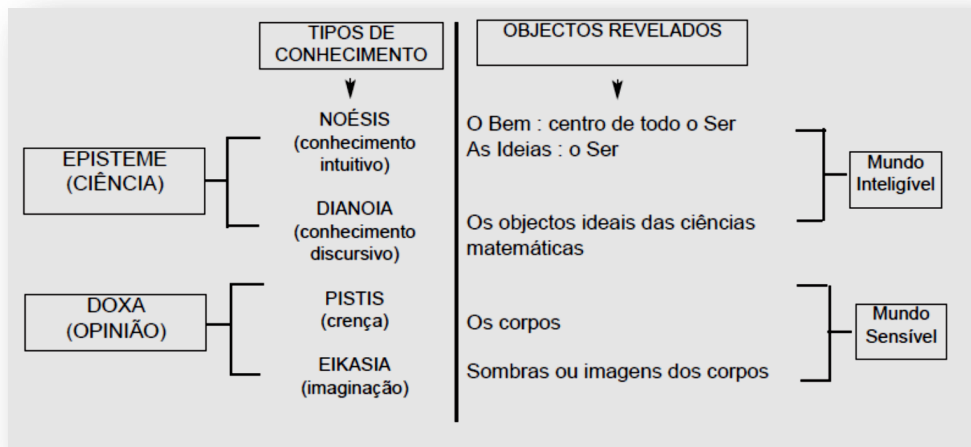 TIPOS DE
CONHECIMENTO
OBJECTOS REVELADOS
EPISTEME
(CIÊNCIA)
NOÉSIS
(conhecimento
intuitivo)
O Bem : centro de todo o Ser
As Ideias : o Ser
Mundo
Inteligível
DIANOIA
(conhecimento
discursivo)
Os objectos ideais das ciências
matemáticas
DOXA
(OPINIÃO)
PISTIS
(crença)
Os corpos
Mundo
Sensível
EIKASIA
(imaginação)
Sombras ou imagens dos corpos